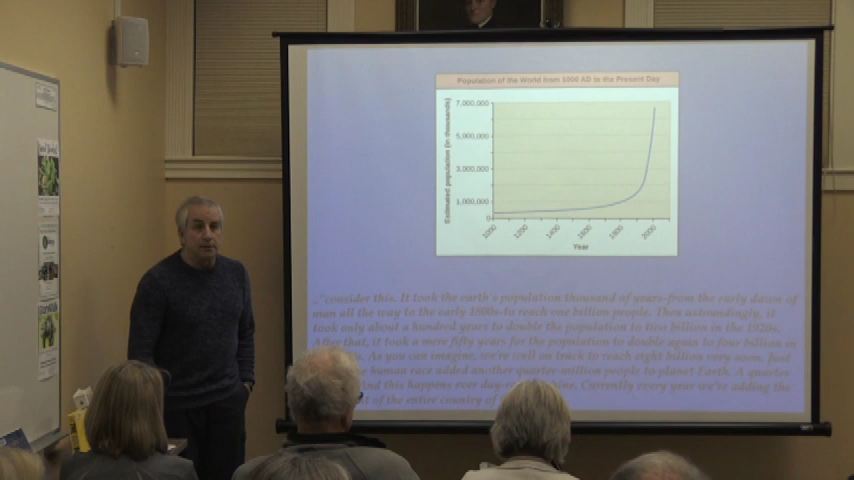 Population of the World from 1000 AD to the Present Day
Estimated population (in thousands)
7,000,000
5,000,000
3,000,000
1,000,000
0
1000
1200
1400
1600
1800
2000
Year
..."consider this. It took the earth's population thousand of years-from the early dawn of
man all the way to the early 1800s-to reach one billion people. Then astoundingly, it
took only about a hundred years to double the population to two billion in the 1920s.
After that, it took a mere fifty years for the population to double again to four billion in
As you can imagine, we're well on track to reach eight billion very soon. Just
human race added another quarter-million people to planet Earth. A quarter
And this happens ever day- Currently every year we're adding the
of the entire country of